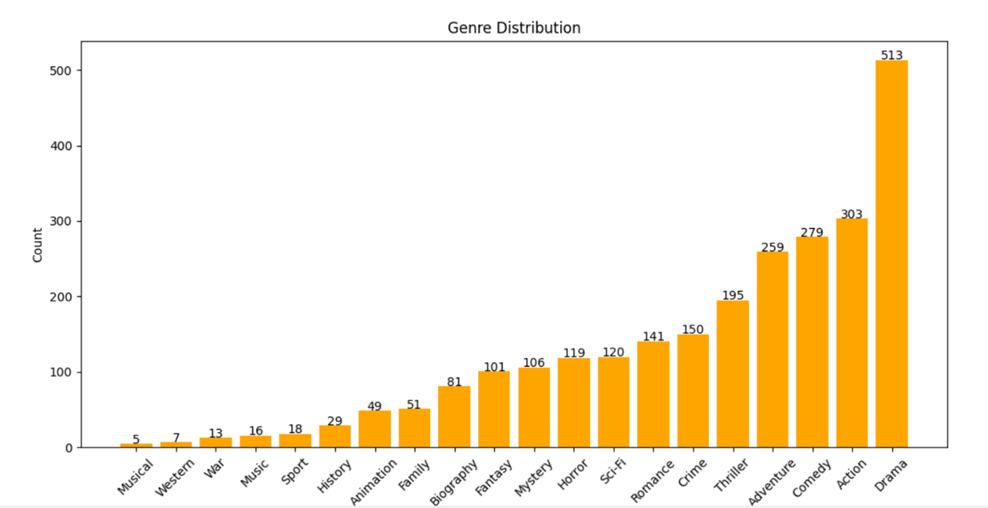 Genre Distribution
500
400
300
200
100
0
Count
5
7
13
16
18
29
49
51
81
101
106
119
120
141
150
195
259
279
303
513
Musical
Western
War
Music
Sport
History
Animation
Family
Biography
Fantasy
Mystery
Horror
Sci-Fi
Romance
Crime
Thriller
Adventure
Comedy
Action
Drama